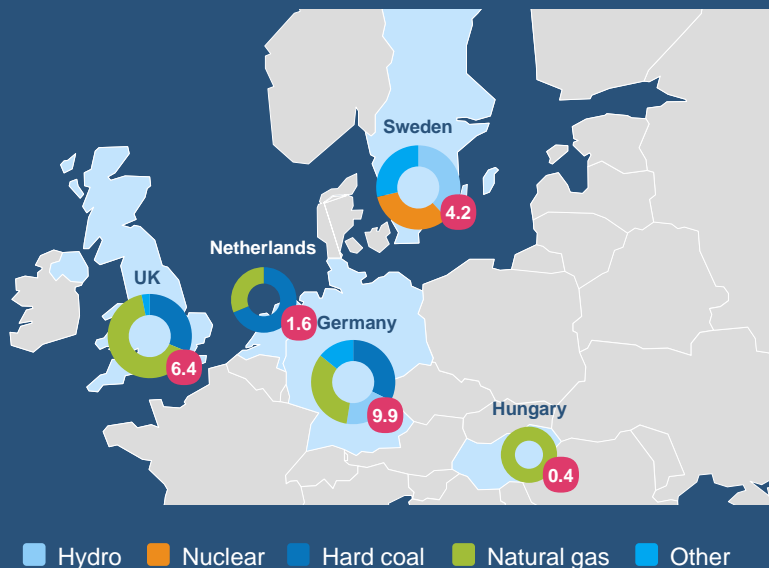 Sweden
4.2
Netherlands
1.6
UK
6.4
Germany
9.9
Hungary
0.4
Hydro
Nuclear
Hard coal
Natural gas
Other